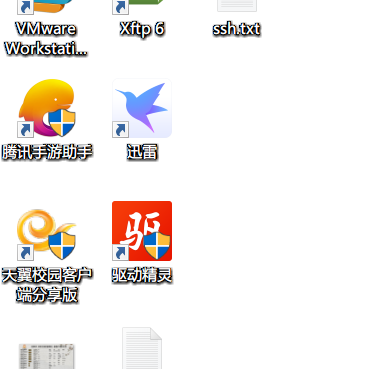 VMware
Workstati...
Xftp 6
ssh.txt
腾讯手游助手
迅雷
天翼校园客户
端分享版
驱
驱动精灵